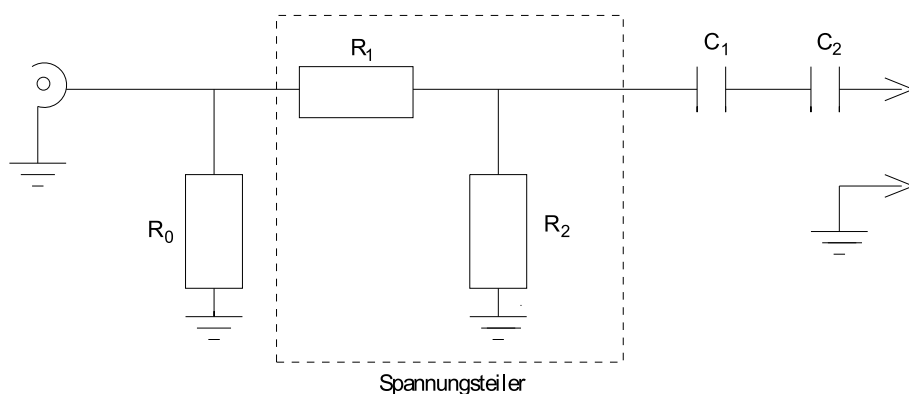 R₁
C₁
C₂
R₀
R₂
Spannungsteiler